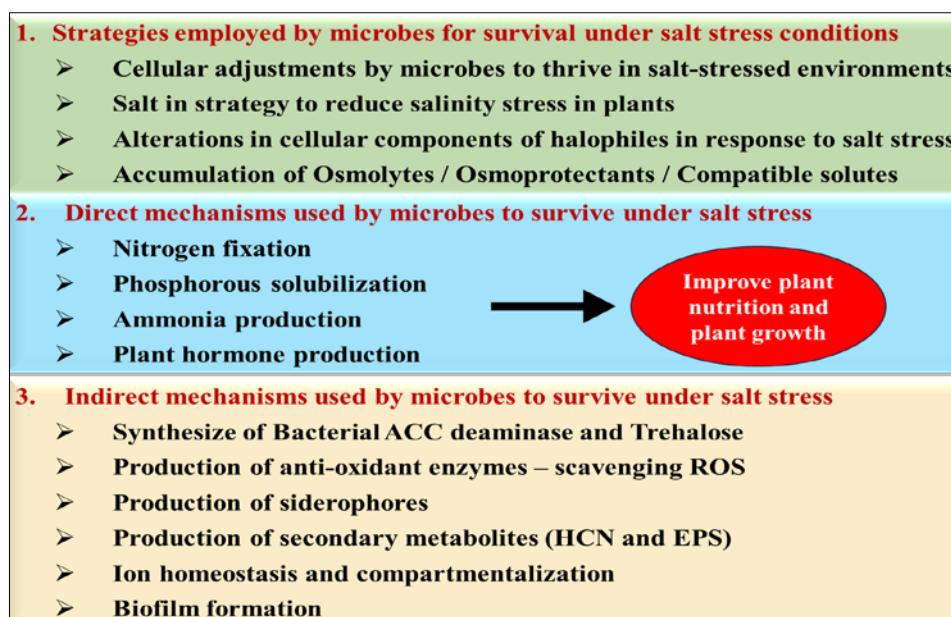 1. Strategies employed by microbes for survival under salt stress conditions
➢ Cellular adjustments by microbes to thrive in salt-stressed environments
➢ Salt in strategy to reduce salinity stress in plants
➢ Alterations in cellular components of halophiles in response to salt stress
➢ Accumulation of Osmolytes / Osmoprotectants / Compatible solutes
2. Direct mechanisms used by microbes to survive under salt stress
➢ Nitrogen fixation
➢ Phosphorous solubilization
➢ Ammonia production
➢ Plant hormone production
Improve plant
nutrition and
plant growth
3. Indirect mechanisms used by microbes to survive under salt stress
➢ Synthesize of Bacterial ACC deaminase and Trehalose
➢ Production of anti-oxidant enzymes – scavenging ROS
➢ Production of siderophores
➢ Production of secondary metabolites (HCN and EPS)
➢ Ion homeostasis and compartmentalization
➢ Biofilm formation